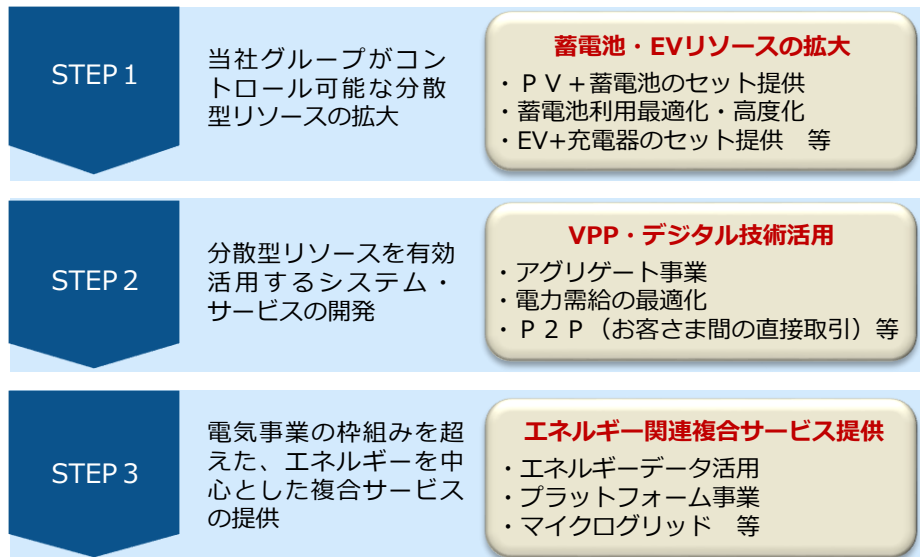 STEP1
当社グループがコン
トロール可能な分散
型リソースの拡大
蓄電池・EVリソースの拡大
・ＰＶ＋蓄電池のセット提供
・蓄電池利用最適化・高度化
・EV+充電器のセット提供　等
STEP2
分散型リソースを有効
活用するシステム・
サービスの開発
VPP・デジタル技術活用
・アグリゲート事業
・電力需給の最適化
・Ｐ２Ｐ（お客さま間の直接取引）等
STEP3
電気事業の枠組みを超
えた、エネルギーを中
心とした複合サービス
の提供
エネルギー関連複合サービス提供
・エネルギーデータ活用
・プラットフォーム事業
・マイクログリッド　等